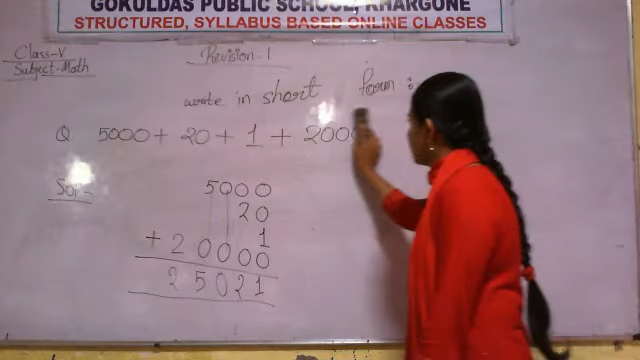 GOKULDAS PUBLIC SCHOOL, KHARGONE
STRUCTURED, SYLLABUS BASED ONLINE CLASSES
Class-V
Subject-Math
Revision-1
write in short form :
Q 5000 + 20 + 1 + 2000
Sol-
5000
20
1
+ 20000
25021